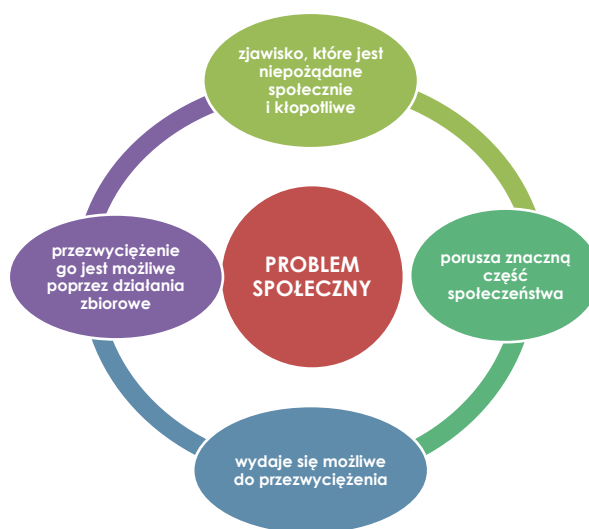 zjawisko, które jest
niepożądane
społecznie
i kłopotliwe
przezwyciężenie
go jest możliwe
poprzez działania
zbiorowe
PROBLEM
SPOŁECZNY
porusza znaczną
część
społeczeństwa
wydaje się możliwe
do przezwyciężenia